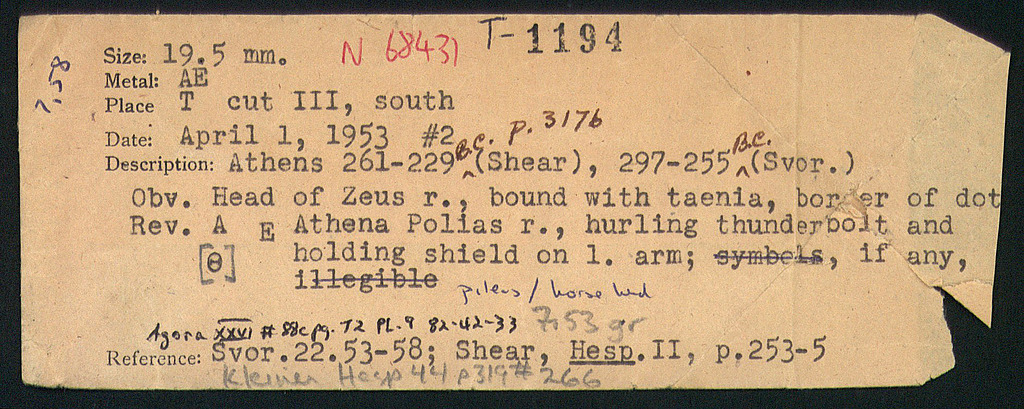 T-1194
N 68431
7.58
Size: 19.5 mm.
Metal: AE
Place T cut III, south
Date: April 1, 1953 #2 p. 3176
Description: Athens 261-229 B.C. (Shear), 297-255 B.C. (Svor.)
Obv. Head of Zeus r., bound with taenia, border of dot
Rev. A E Athena Polias r., hurling thunderbolt and
[Θ] holding shield on l. arm; symbols, if any,
illegible pileus / horse hd
Agora XXVI # 88c pg. 72 PL. 9 82-42-33 7.53 gr
Reference: Svor.22.53-58; Shear, Hesp.II, p.253-5
Kleiner Hesp 44 p319 # 266